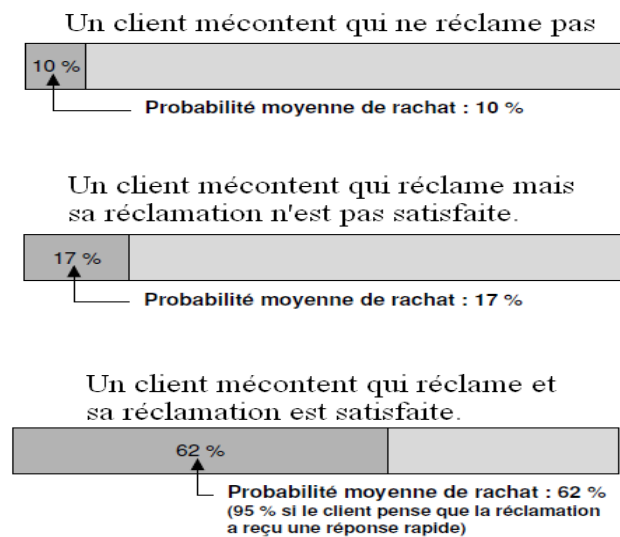 Un client mécontent qui ne réclame pas
10 %
Probabilité moyenne de rachat : 10 %
Un client mécontent qui réclame mais
sa réclamation n'est pas satisfaite.
17 %
Probabilité moyenne de rachat : 17 %
Un client mécontent qui réclame et
sa réclamation est satisfaite.
62 %
Probabilité moyenne de rachat : 62 %
(95 % si le client pense que la réclamation
a reçu une réponse rapide)